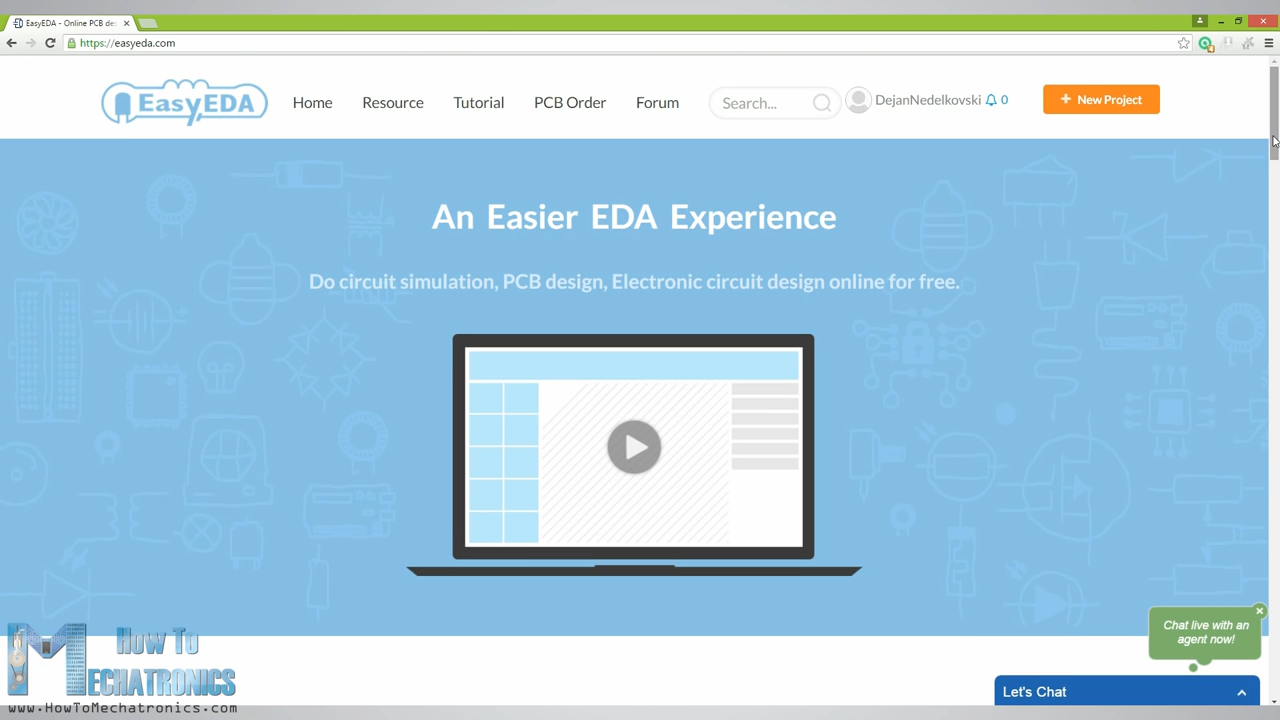 EasyEDA - Online PCB de
https://easyeda.com
EasyEDA
Home
Resource
Tutorial
PCB Order
Forum
Search...
DejanNedelkovski
0
+ New Project
An Easier EDA Experience
Do circuit simulation, PCB design, Electronic circuit design online for free.
Chat live with an
agent now!
Let's Chat
How To
MECHATRONICS
www.HowToMechatronics.com